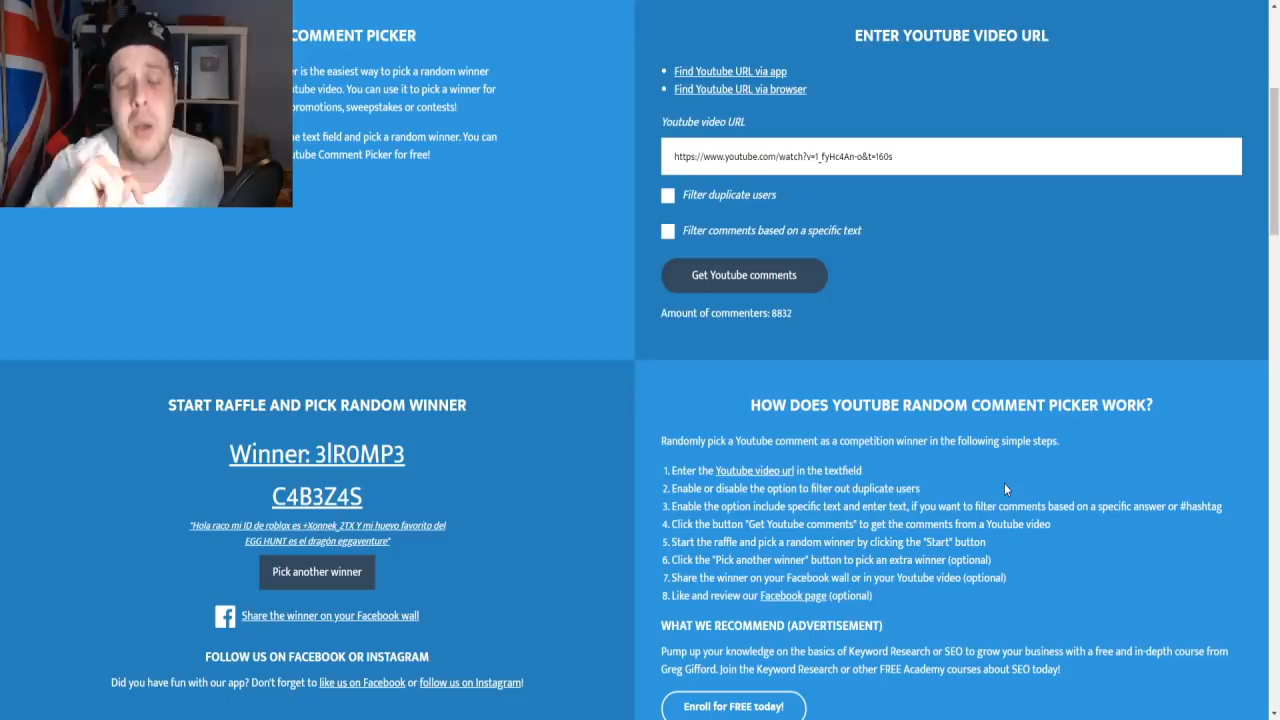 COMMENT PICKER
r is the easiest way to pick a random winner
utube video. You can use it to pick a winner for
promotions, sweepstakes or contests!
ne text field and pick a random winner. You can
utube Comment Picker for free!
ENTER YOUTUBE VIDEO URL
Find Youtube URL via app
Find Youtube URL via browser
Youtube video URL
https://www.youtube.com/watch?v=1_fyHc4An-o&t=160s
Filter duplicate users
Filter comments based on a specific text
Get Youtube comments
Amount of commenters: 8832
START RAFFLE AND PICK RANDOM WINNER
Winner: 3lR0MP3
C4B3Z4S
"Hola raco mi ID de roblox es +Xonnek_2TX Y mi huevo favorito del
EGG HUNT es el dragón eggaventure"
Pick another winner
Share the winner on your Facebook wall
FOLLOW US ON FACEBOOK OR INSTAGRAM
Did you have fun with our app? Don't forget to like us on Facebook or follow us on Instagram!
HOW DOES YOUTUBE RANDOM COMMENT PICKER WORK?
Randomly pick a Youtube comment as a competition winner in the following simple steps.
1. Enter the Youtube video url in the textfield
2. Enable or disable the option to filter out duplicate users
3. Enable the option include specific text and enter text, if you want to filter comments based on a specific answer or #hashtag
4. Click the button "Get Youtube comments" to get the comments from a Youtube video
5. Start the raffle and pick a random winner by clicking the "Start" button
6. Click the "Pick another winner" button to pick an extra winner (optional)
7. Share the winner on your Facebook wall or in your Youtube video (optional)
8. Like and review our Facebook page (optional)
WHAT WE RECOMMEND (ADVERTISEMENT)
Pump up your knowledge on the basics of Keyword Research or SEO to grow your business with a free and in-depth course from
Greg Gifford. Join the Keyword Research or other FREE Academy courses about SEO today!
Enroll for FREE today!